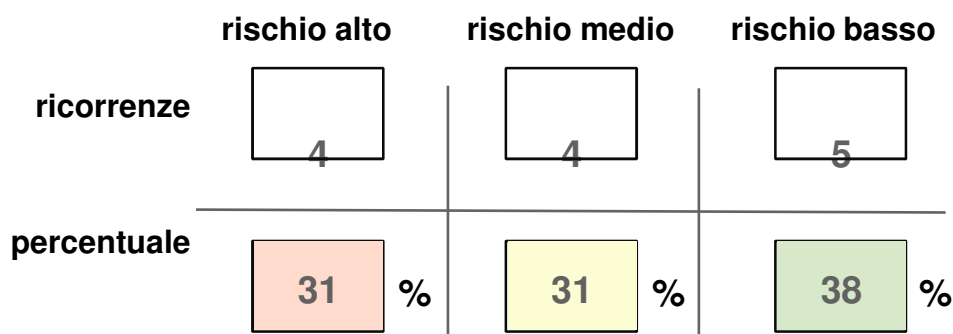 rischio alto rischio medio rischio basso
ricorrenze
4 4 5
percentuale
31 % 31 % 38 %